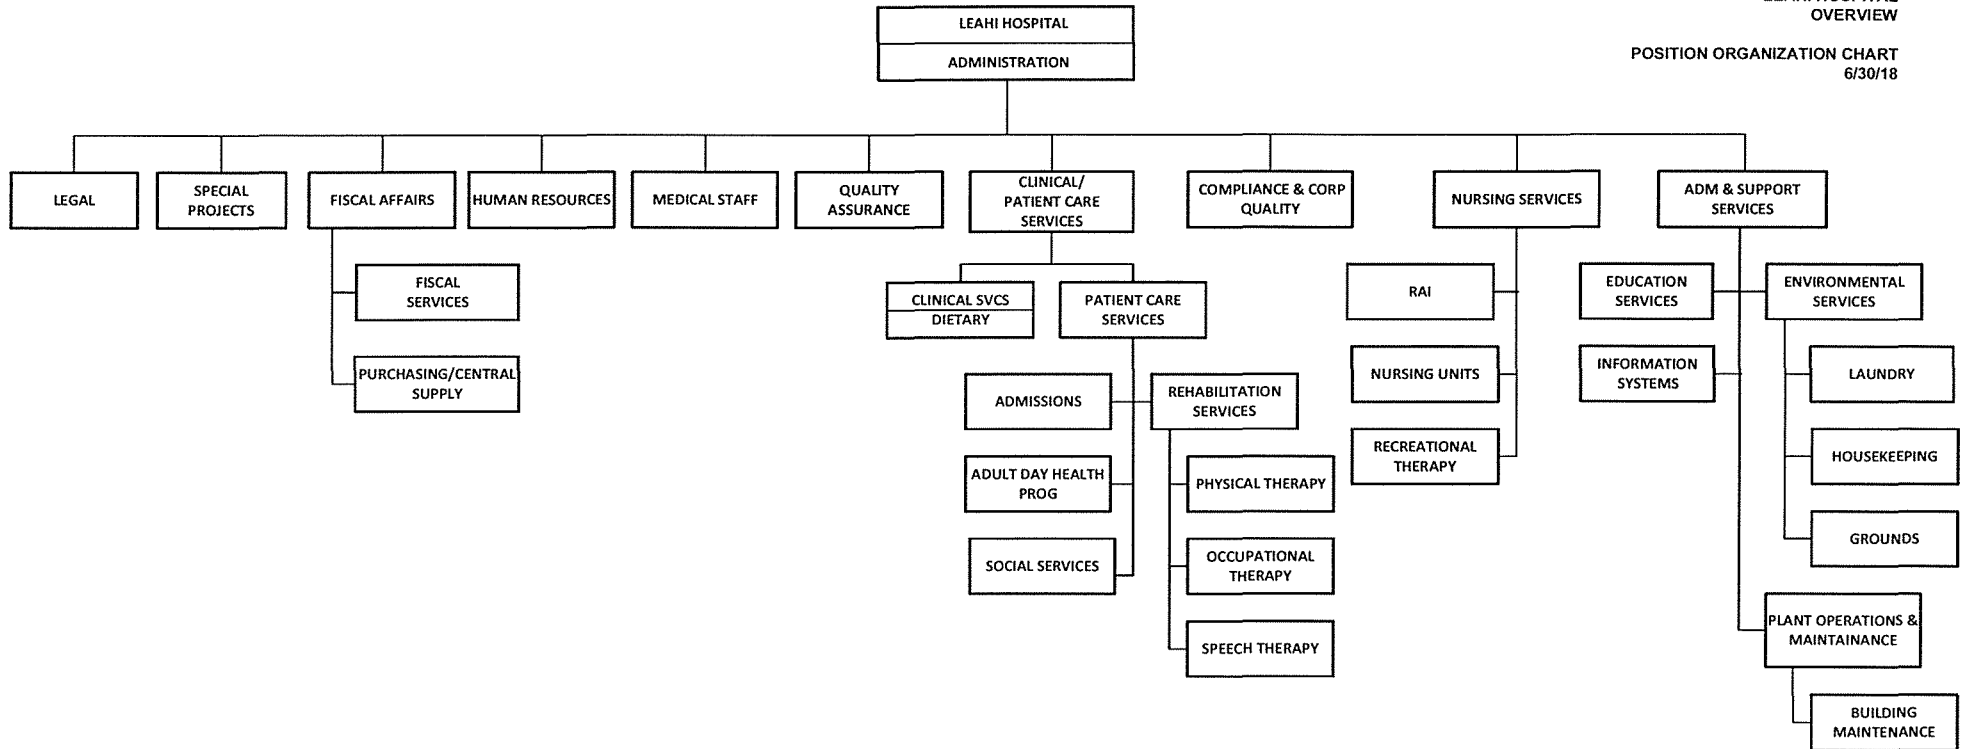 OVERVIEW
POSITION ORGANIZATION CHART
6/30/18
LEAHI HOSPITAL
ADMINISTRATION
LEGAL
SPECIAL
PROJECTS
FISCAL AFFAIRS
HUMAN RESOURCES
MEDICAL STAFF
QUALITY
ASSURANCE
CLINICAL/
PATIENT CARE
SERVICES
COMPLIANCE & CORP
QUALITY
NURSING SERVICES
ADM & SUPPORT
SERVICES
FISCAL
SERVICES
PURCHASING/CENTRAL
SUPPLY
CLINICAL SVCS
DIETARY
PATIENT CARE
SERVICES
ADMISSIONS
REHABILITATION
SERVICES
ADULT DAY HEALTH
PROG
PHYSICAL THERAPY
SOCIAL SERVICES
OCCUPATIONAL
THERAPY
SPEECH THERAPY
RAI
NURSING UNITS
RECREATIONAL
THERAPY
EDUCATION
SERVICES
ENVIRONMENTAL
SERVICES
INFORMATION
SYSTEMS
LAUNDRY
HOUSEKEEPING
GROUNDS
PLANT OPERATIONS &
MAINTAINANCE
BUILDING
MAINTENANCE